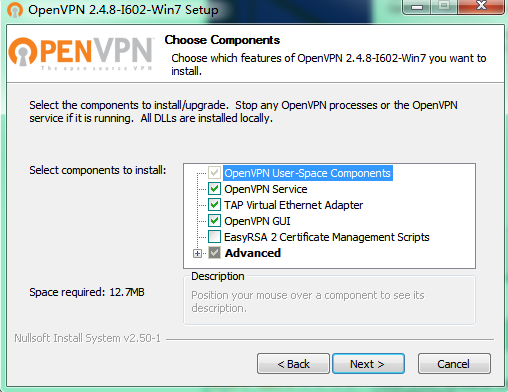 OpenVPN 2.4.8-I602-Win7 Setup
OPENVPN™
The open source VPN
Choose Components
Choose which features of OpenVPN 2.4.8-I602-Win7 you want to
install.
Select the components to install/upgrade. Stop any OpenVPN processes or the OpenVPN
service if it is running. All DLLs are installed locally.
Select components to install:
OpenVPN User-Space Components
OpenVPN Service
TAP Virtual Ethernet Adapter
OpenVPN GUI
EasyRSA 2 Certificate Management Scripts
Advanced
Space required: 12.7MB
Description
Position your mouse over a component to see its
description.
Nullsoft Install System v2.50-1
< Back
Next >
Cancel